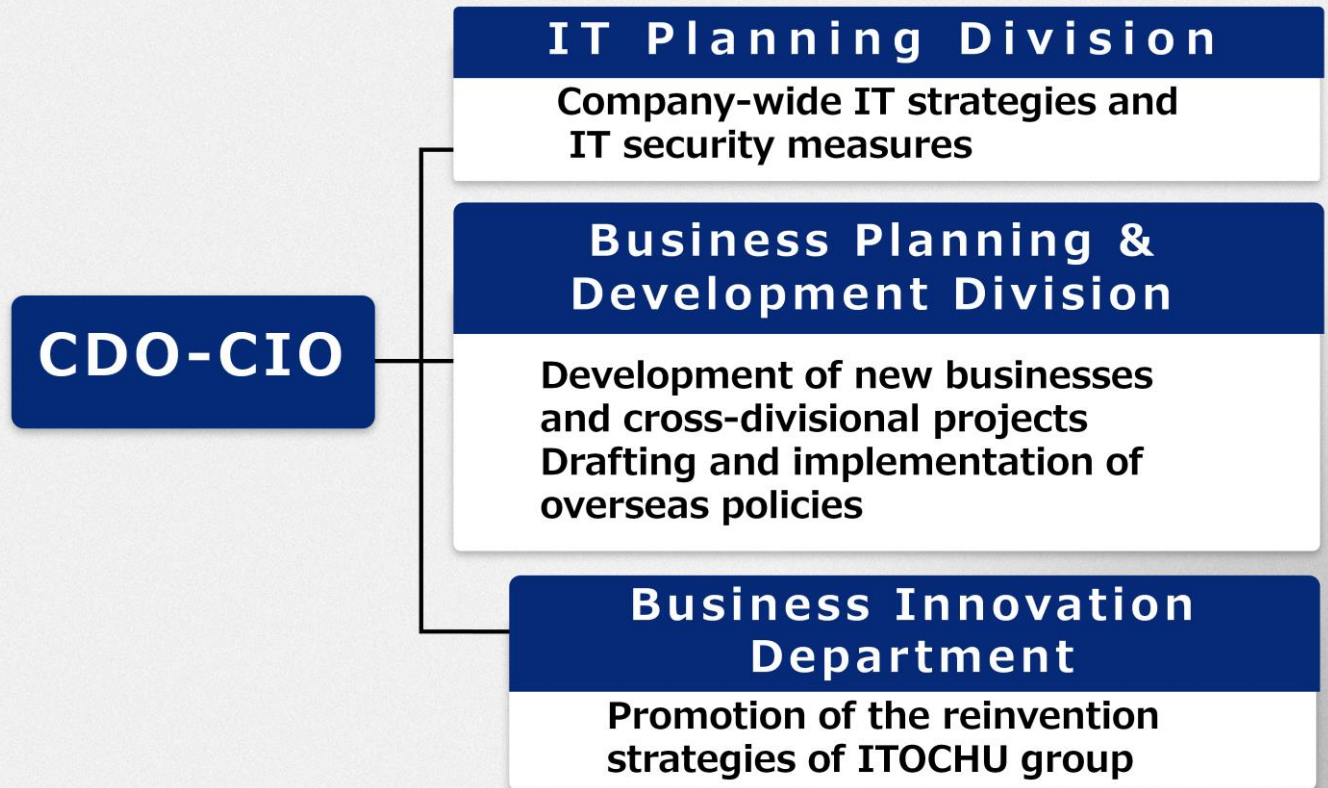 IT Planning Division
Company-wide IT strategies and
IT security measures
CDO-CIO
Business Planning &
Development Division
Development of new businesses
and cross-divisional projects
Drafting and implementation of
overseas policies
Business Innovation
Department
Promotion of the reinvention
strategies of ITOCHU group